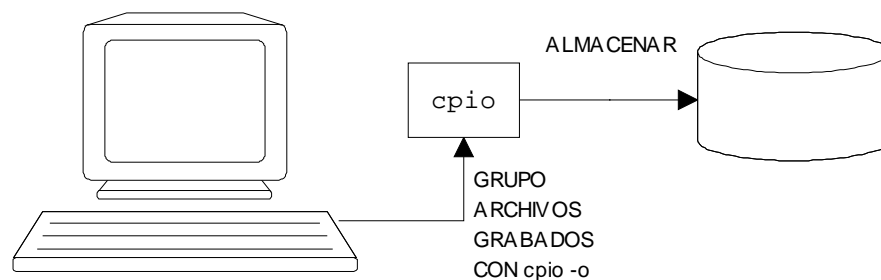 ALMACENAR
cpio
GRUPO
ARCHIVOS
GRABADOS
CON cpio -o